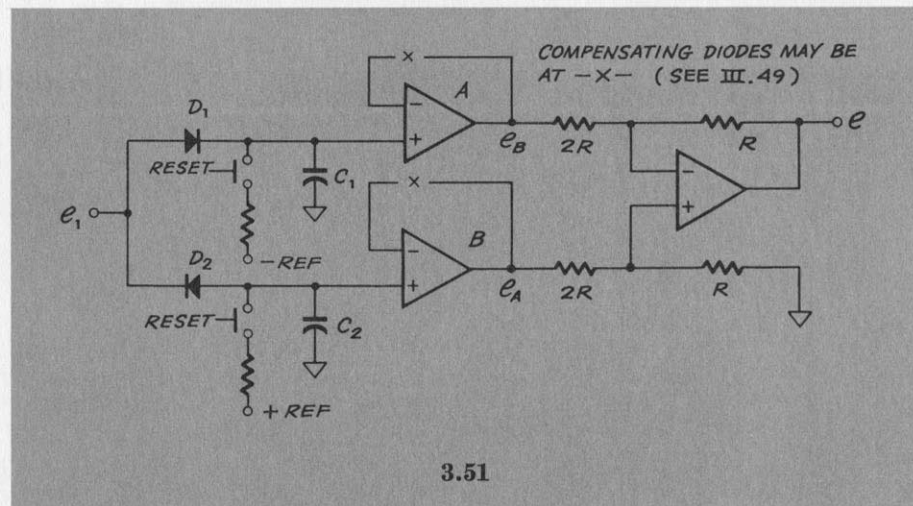 COMPENSATING DIODES MAY BE
AT -X- (SEE III.49)
X
A
D₁
e_B
2R
R
e
RESET
C₁
-
+
-
+
e₁
X
B
-REF
D₂
-
+
e_A
2R
R
RESET
C₂
+REF
3.51